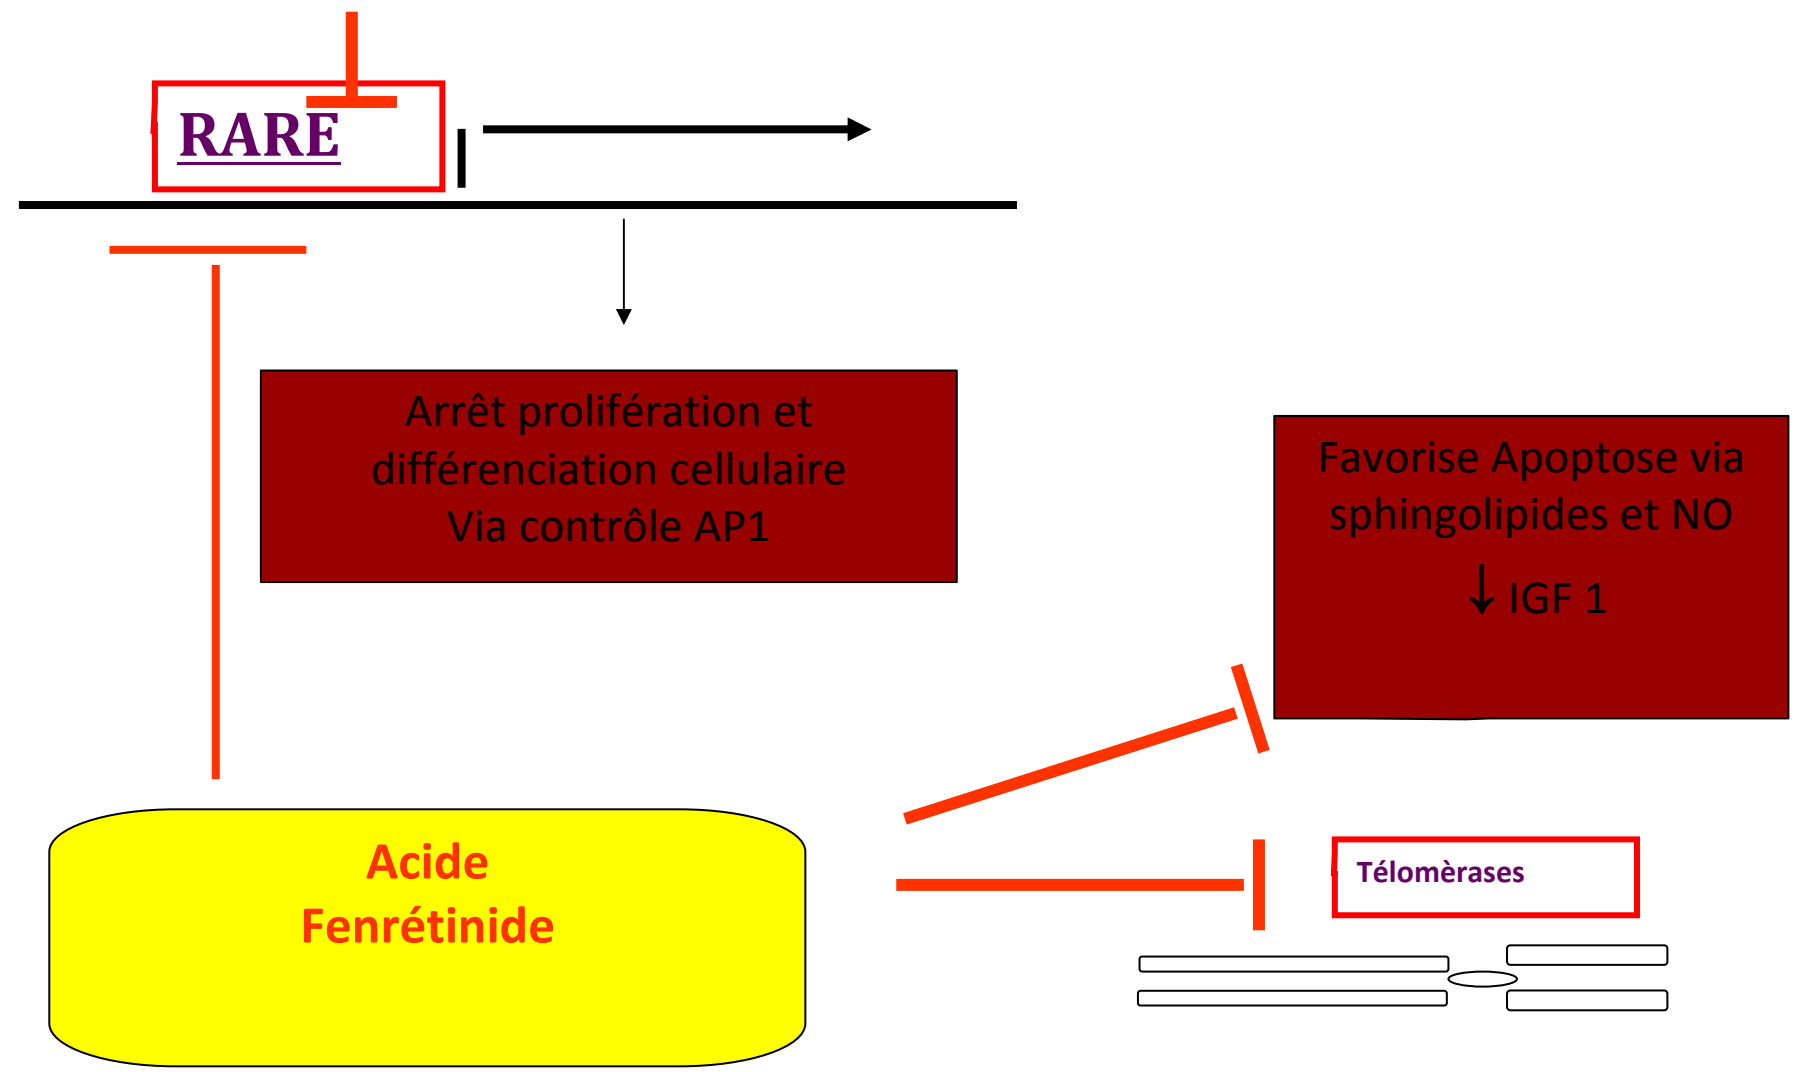 RARE
Arrêt prolifération et
différenciation cellulaire
Via contrôle AP1
Favorise Apoptose via
sphingolipides et NO
↓ IGF 1
Acide
Fenrétinide
Télomèrases